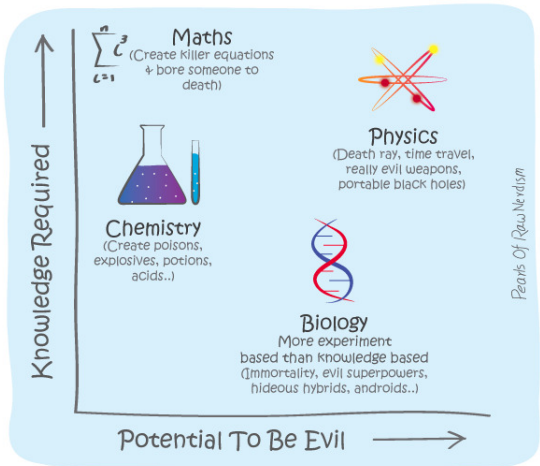 n
∑ i³
i=1
Maths
(Create killer equations
& bore someone to
death)
Physics
(Death ray, time travel,
really evil weapons,
portable black holes)
Chemistry
(Create poisons,
explosives, potions,
acids..)
Biology
More experiment
based than knowledge based
(Immortality, evil superpowers,
hideous hybrids, androids..)
Knowledge Required
Potential To Be Evil
Pearls Of Raw Nerdism